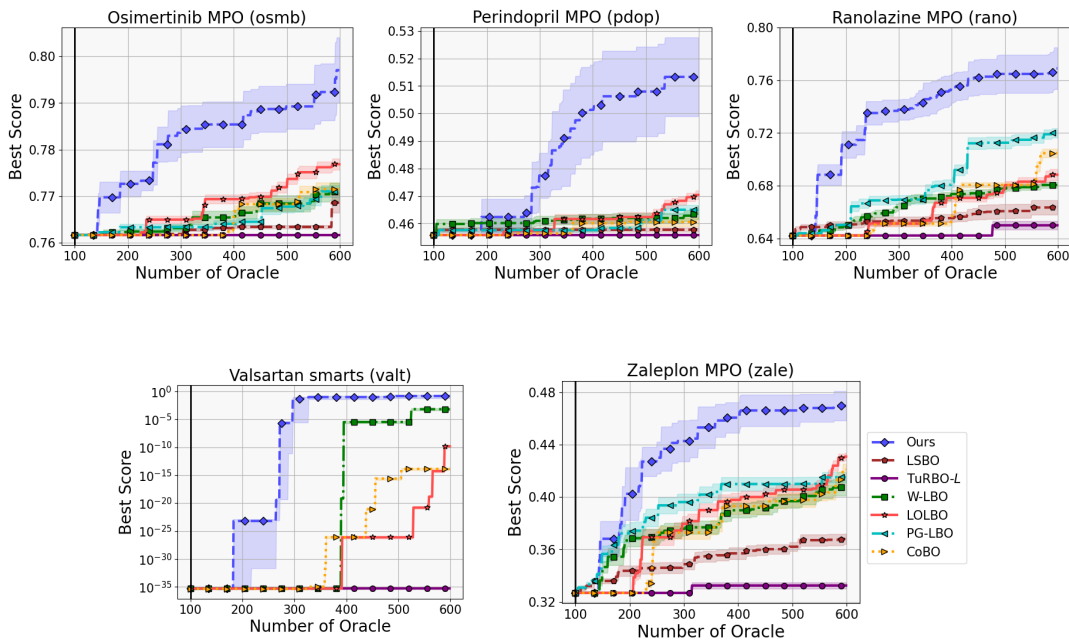 Osimertinib MPO (osmb)
Best Score
0.80
0.79
0.78
0.77
0.76
100 200 300 400 500 600
Number of Oracle
Perindopril MPO (pdop)
Best Score
0.53
0.52
0.51
0.50
0.49
0.48
0.47
0.46
100 200 300 400 500 600
Number of Oracle
Ranolazine MPO (rano)
Best Score
0.80
0.76
0.72
0.68
0.64
100 200 300 400 500 600
Number of Oracle
Valsartan smarts (valt)
Best Score
10^0
10^-5
10^-10
10^-15
10^-20
10^-25
10^-30
10^-35
100 200 300 400 500 600
Number of Oracle
Zaleplon MPO (zale)
Best Score
0.48
0.44
0.40
0.36
0.32
100 200 300 400 500 600
Number of Oracle
Ours
LSBO
TuRBO-L
W-LBO
LOLBO
PG-LBO
CoBO